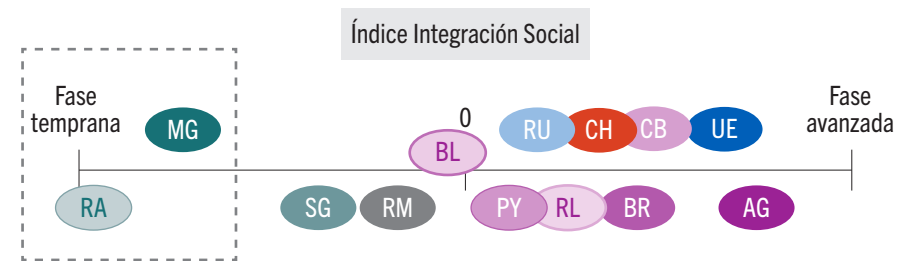 Índice Integración Social
Fase
temprana
MG
0
RU
CH
CB
UE
Fase
avanzada
BL
RA
SG
RM
PY
RL
BR
AG